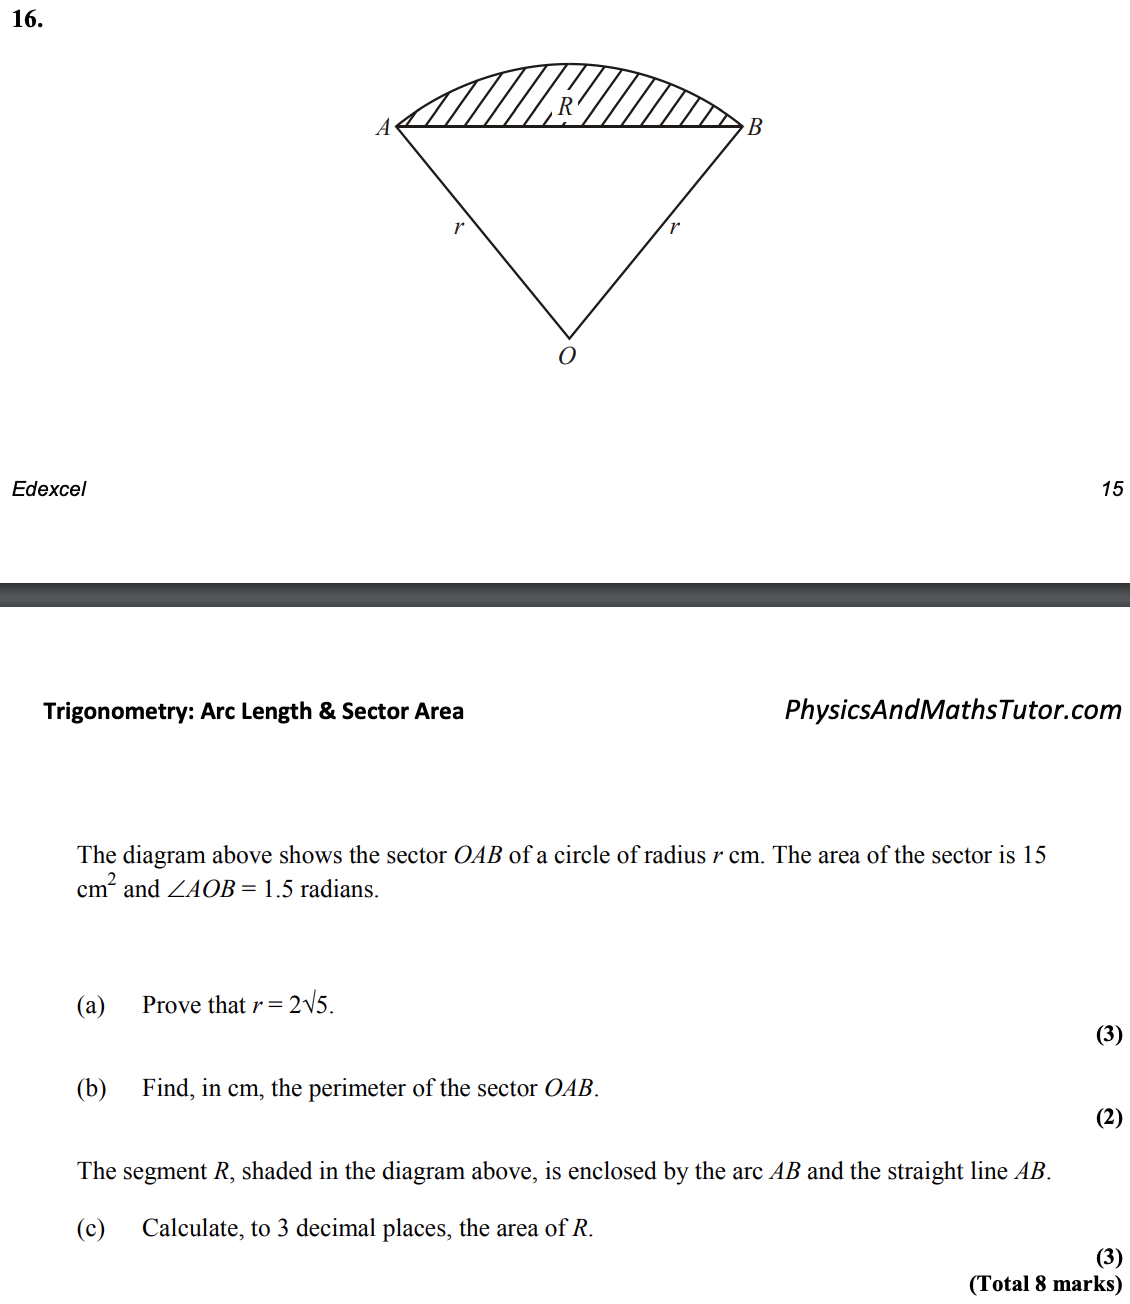 16.
R
A
B
r
r
O
Edexcel
15
Trigonometry: Arc Length & Sector Area
PhysicsAndMathsTutor.com
The diagram above shows the sector OAB of a circle of radius r cm. The area of the sector is 15
cm² and ∠AOB = 1.5 radians.
(a) Prove that r = 2√5.
(3)
(b) Find, in cm, the perimeter of the sector OAB.
(2)
The segment R, shaded in the diagram above, is enclosed by the arc AB and the straight line AB.
(c) Calculate, to 3 decimal places, the area of R.
(3)
(Total 8 marks)